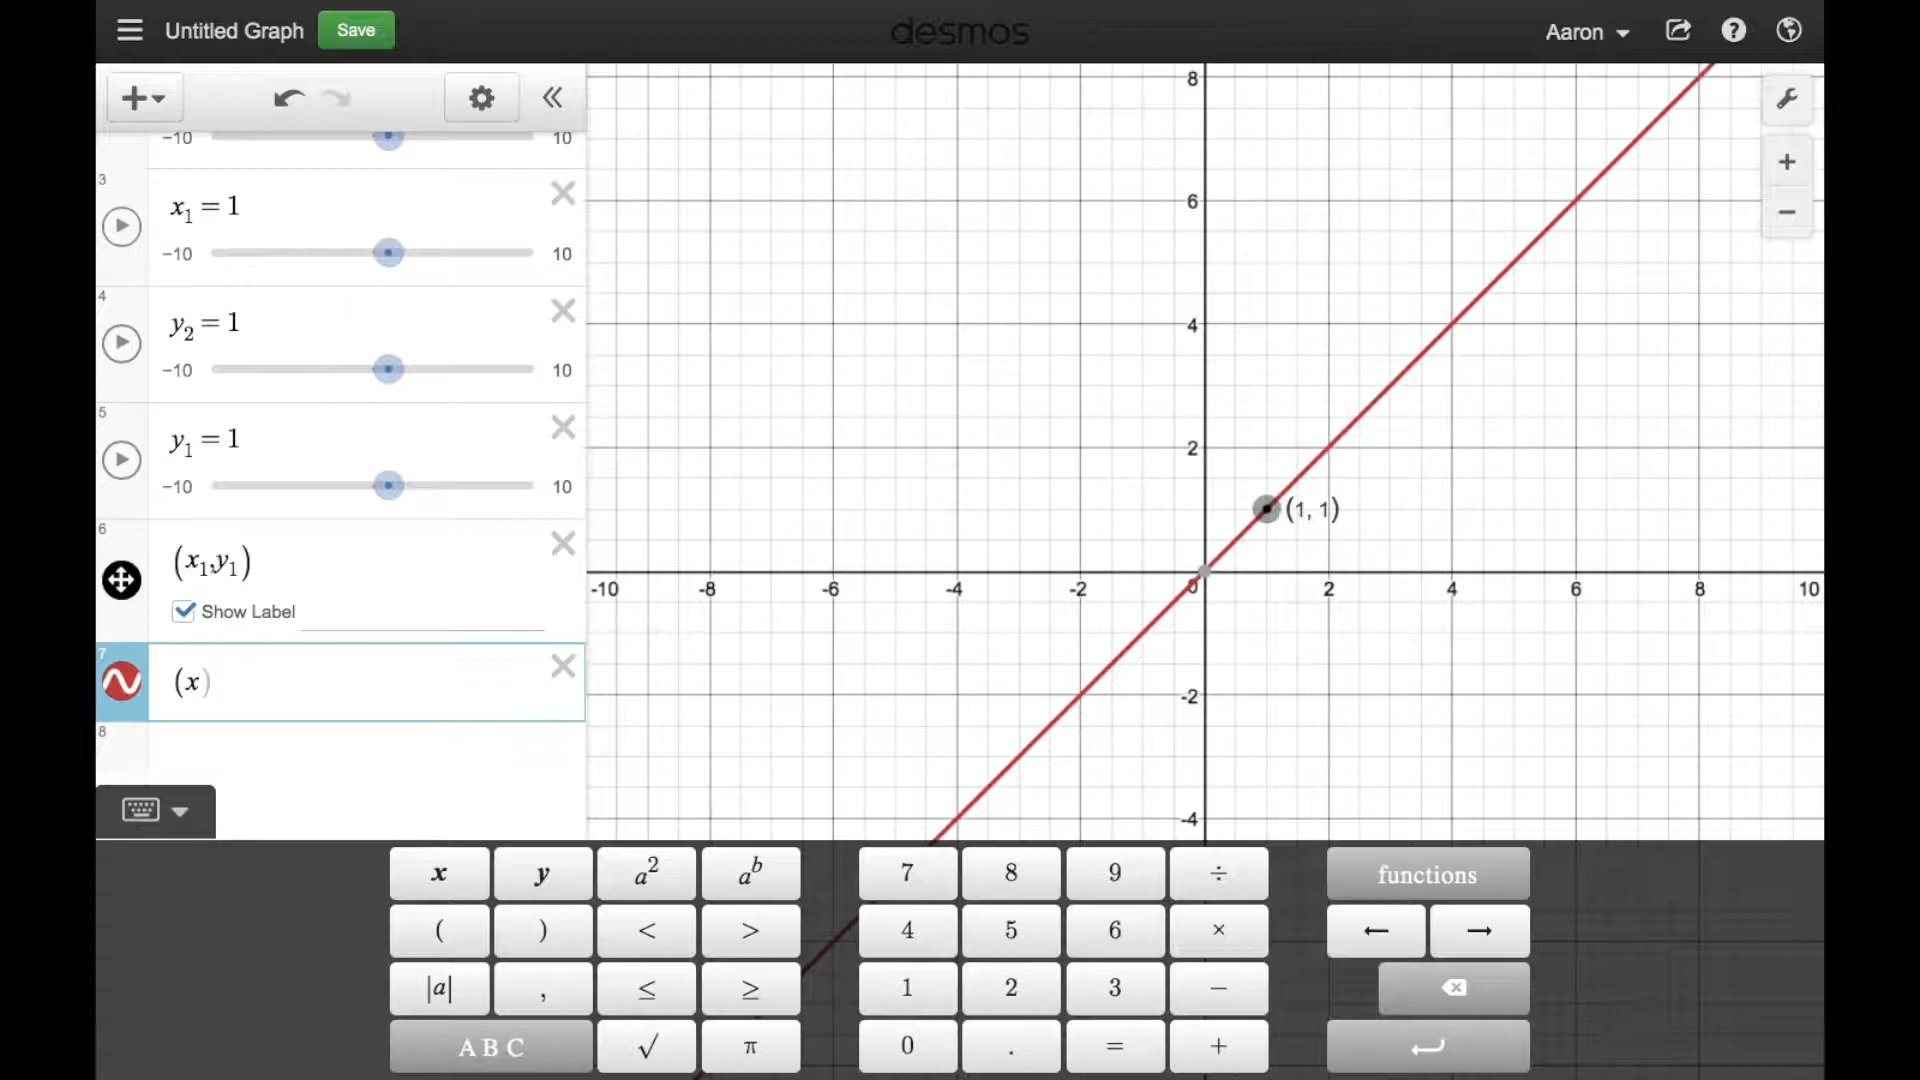 Untitled Graph Save desmos Aaron ?
-10 10
3
x₁ = 1
-10 10
4
y₂ = 1
-10 10
5
y₁ = 1
-10 10
6
(x₁,y₁)
Show Label
7
(x)
8
8
6
4
2
(1, 1)
-10 -8 -6 -4 -2 0 2 4 6 8 10
-2
-4
x y a² aᵇ 7 8 9 ÷ functions
( ) < > 4 5 6 × ← →
|a| , ≤ ≥ 1 2 3 −
A B C √ π 0 . = +